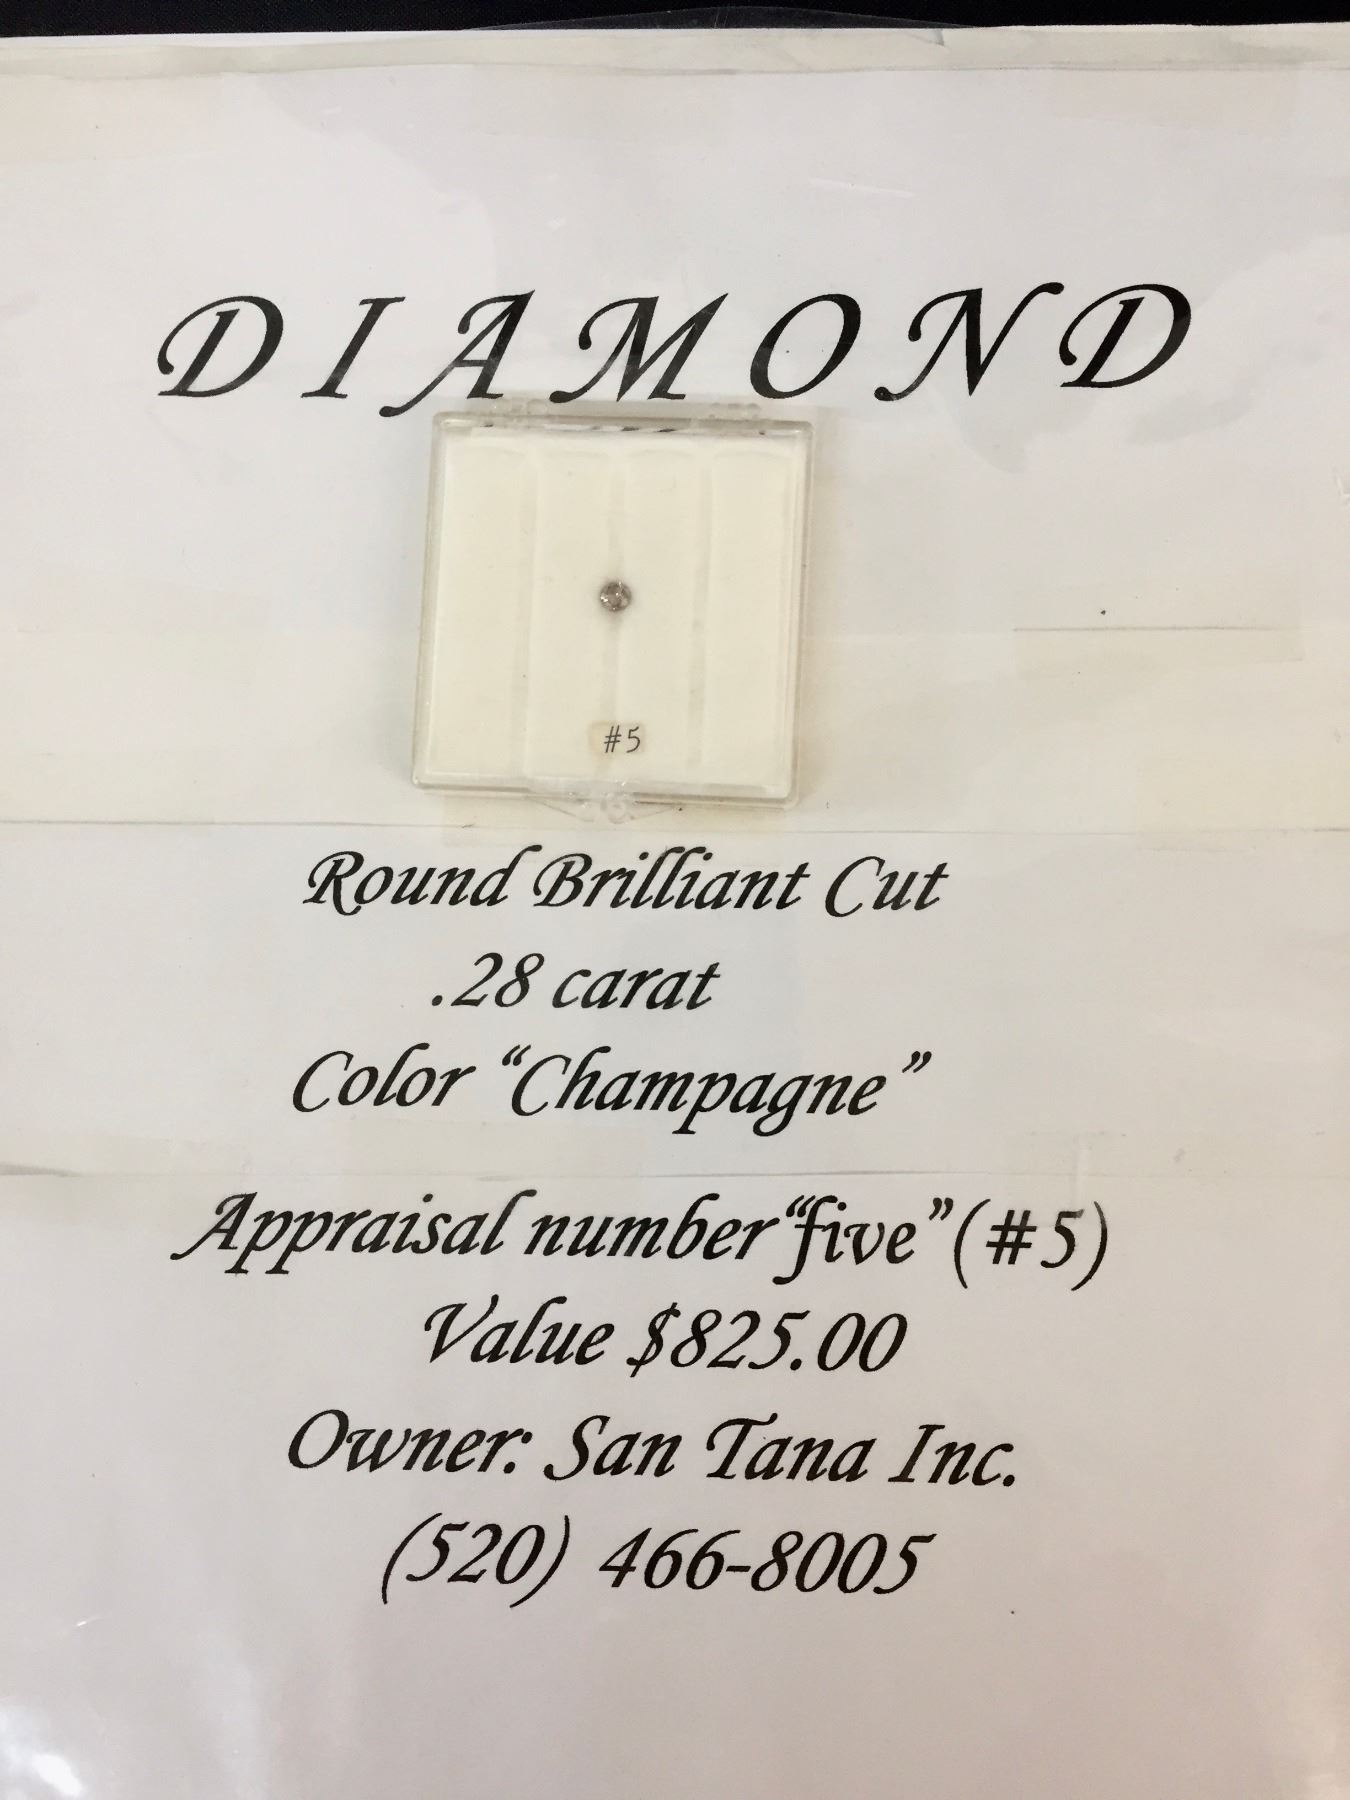 DIAMOND
#5
Round Brilliant Cut
.28 carat
Color “Champagne”
Appraisal number“five”(#5)
Value $825.00
Owner: San Tana Inc.
(520) 466-8005